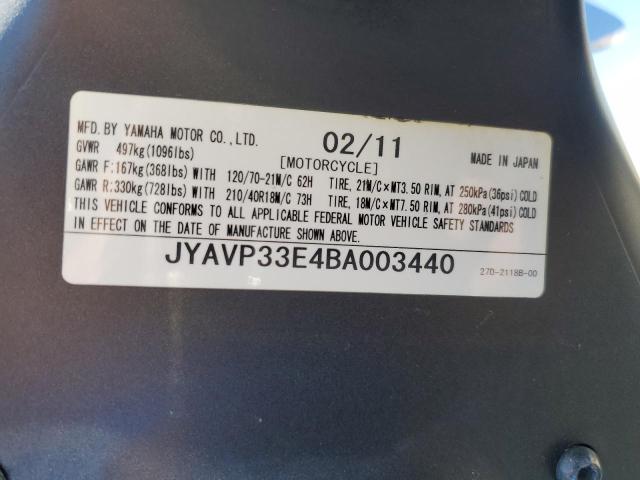 MFD. BY YAMAHA MOTOR CO., LTD. 02/11 MADE IN JAPAN
GVWR 497kg(1096lbs) [MOTORCYCLE]
GAWR F:167kg(368lbs) WITH 120/70-21M/C 62H TIRE, 21M/C×MT3.50 RIM, AT 250kPa(36psi) COLD
GAWR R:330kg(728lbs) WITH 210/40R18M/C 73H TIRE, 18M/C×MT7.50 RIM, AT 280kPa(41psi) COLD
THIS VEHICLE CONFORMS TO ALL APPLICABLE FEDERAL MOTOR VEHICLE SAFETY STANDARDS
IN EFFECT ON THE DATE OF MANUFACTURE SHOWN ABOVE.
JYAVP33E4BA003440 27D-2118B-00